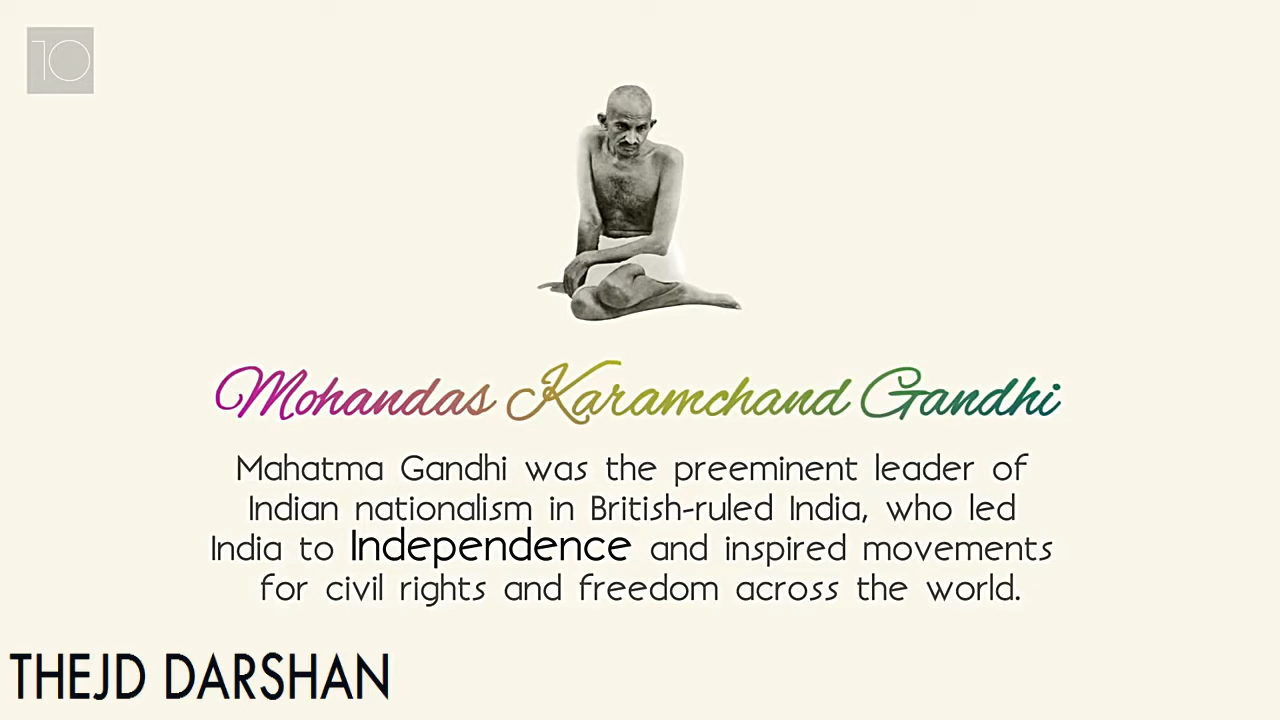 10
Mohandas Karamchand Gandhi
Mahatma Gandhi was the preeminent leader of
Indian nationalism in British-ruled India, who led
India to Independence and inspired movements
for civil rights and freedom across the world.
THEJD DARSHAN